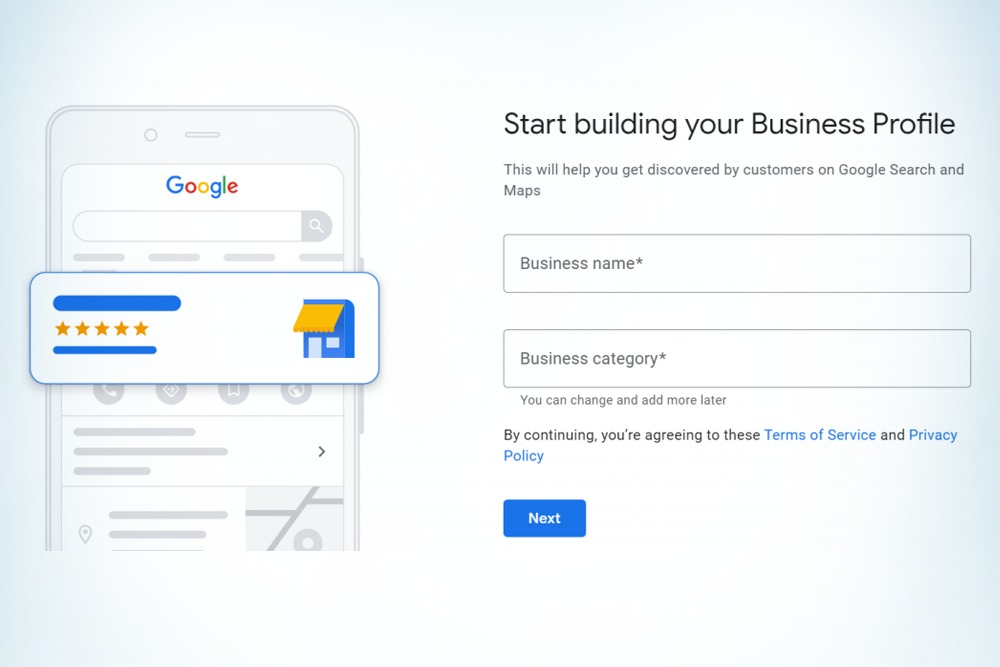 Google
Start building your Business Profile
This will help you get discovered by customers on Google Search and
Maps
Business name*
Business category*
You can change and add more later
By continuing, you’re agreeing to these Terms of Service and Privacy
Policy
Next